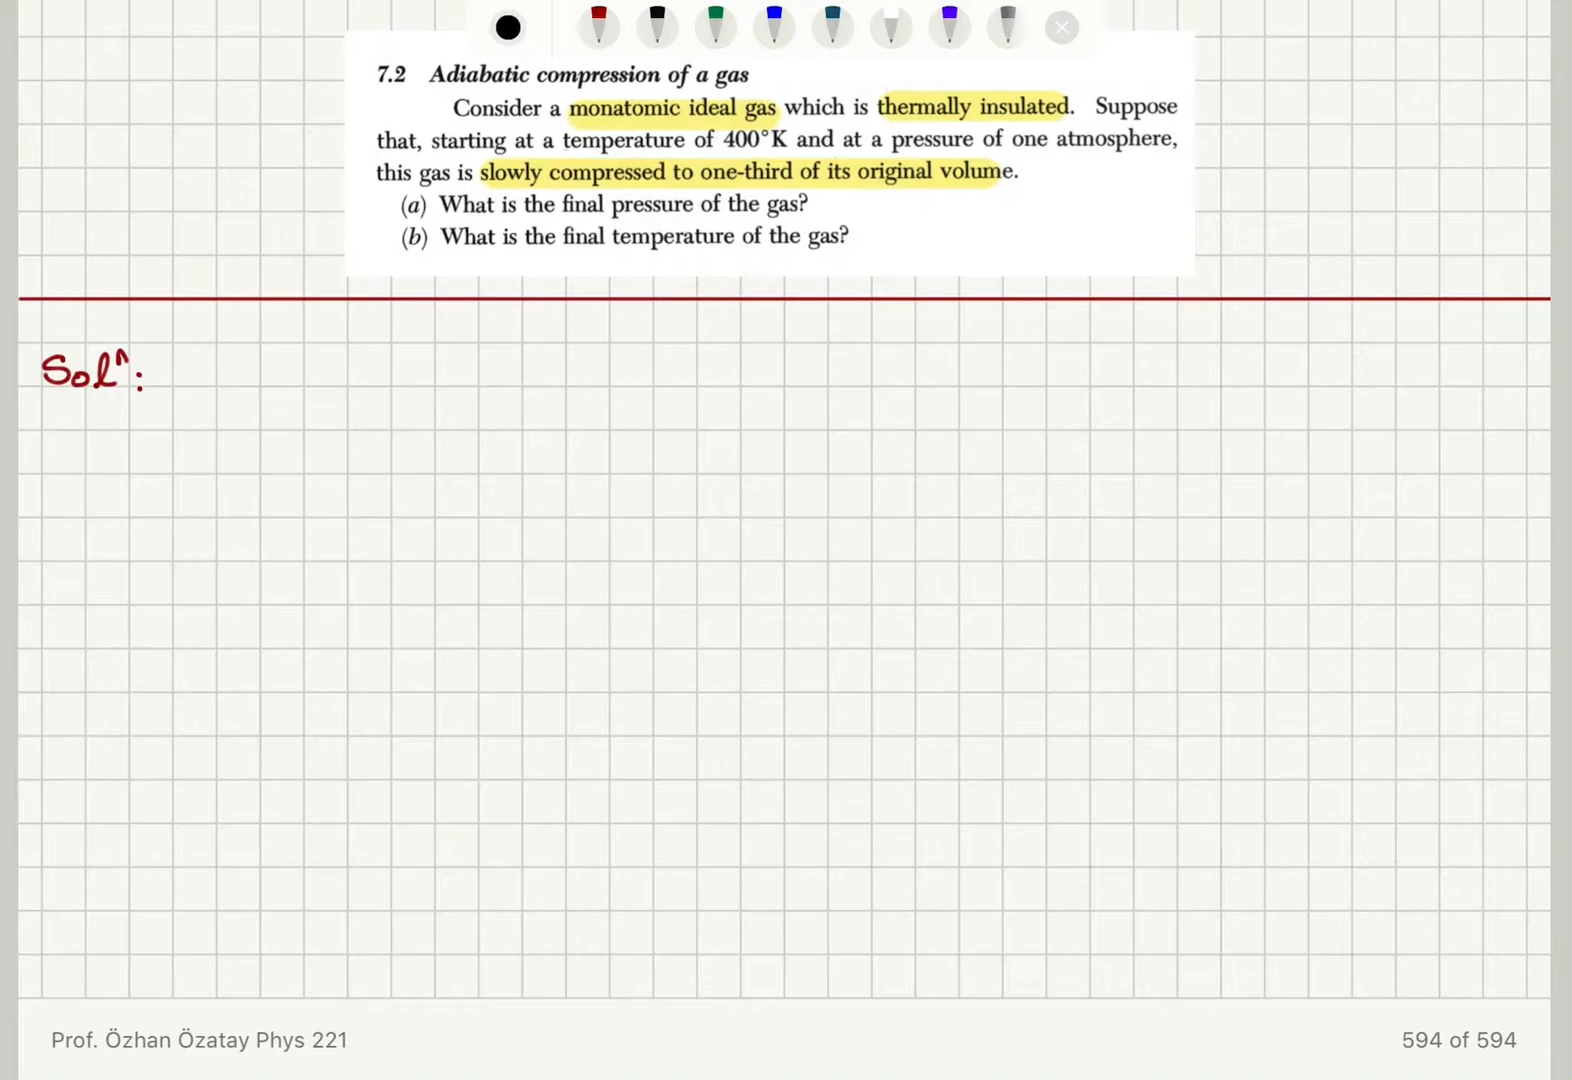 7.2 Adiabatic compression of a gas
Consider a monatomic ideal gas which is thermally insulated. Suppose
that, starting at a temperature of 400°K and at a pressure of one atmosphere,
this gas is slowly compressed to one-third of its original volume.
(a) What is the final pressure of the gas?
(b) What is the final temperature of the gas?
Solⁿ:
Prof. Özhan Özatay Phys 221
594 of 594